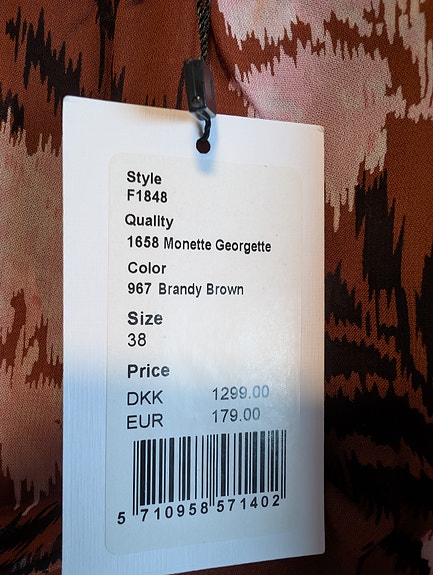 Style
F1848
Quality
1658 Monette Georgette
Color
967 Brandy Brown
Size
38
Price
DKK 1299.00
EUR 179.00
5 710958 571402